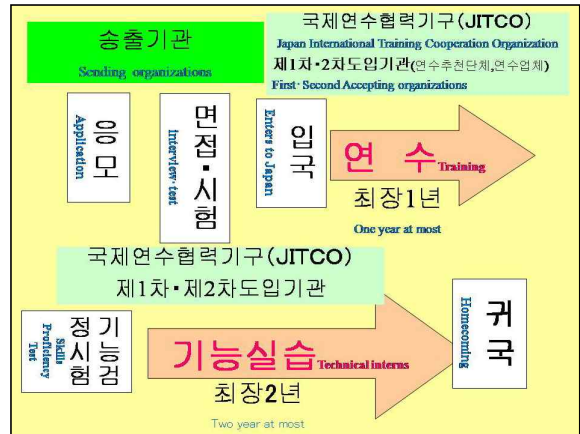 송출기관
Sending organizations
국제연수협력기구(JITCO)
Japan International Training Cooperation Organization
제1차·2차도입기관(연수추천단체,연수업체)
First·Second Accepting organizations
응모
Application
면접·시험
Interview·test
입국
Enters to Japan
연 수 Training
최장1년
One year at most
국제연수협력기구(JITCO)
제1차·제2차도입기관
기능검
정시험
Skills
Proficiency
Test
기능실습 Technical interns
최장2년
Two year at most
귀국
Homecoming